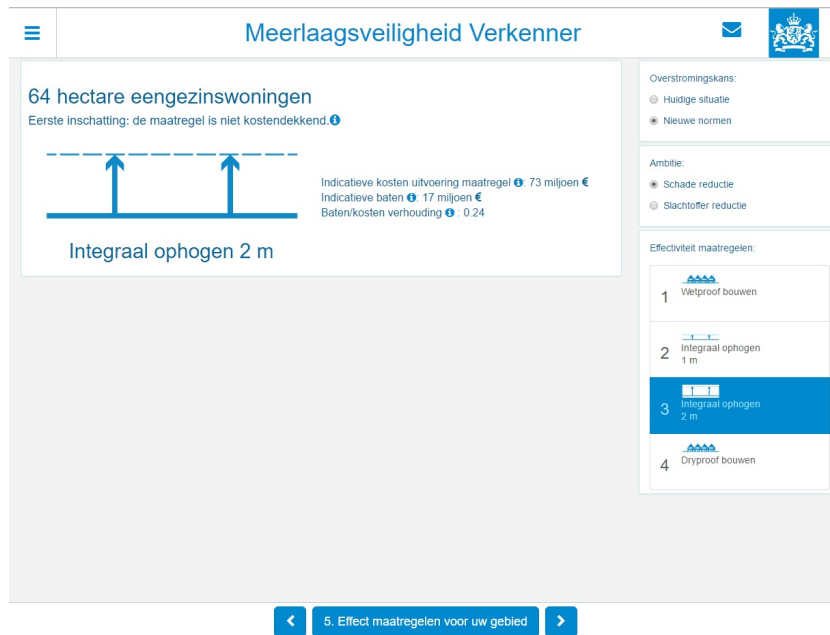 Meerlaagsveiligheid Verkenner
64 hectare eengezinswoningen
Eerste inschatting: de maatregel is niet kostendekkend.
Indicatieve kosten uitvoering maatregel : 73 miljoen €
Indicatieve baten : 17 miljoen €
Baten/kosten verhouding : 0.24
Integraal ophogen 2 m
Overstromingskans:
Huidige situatie
Nieuwe normen
Ambitie:
Schade reductie
Slachtoffer reductie
Effectiviteit maatregelen:
1 Wetproof bouwen
2 Integraal ophogen
1 m
3 Integraal ophogen
2 m
4 Dryproof bouwen
5. Effect maatregelen voor uw gebied